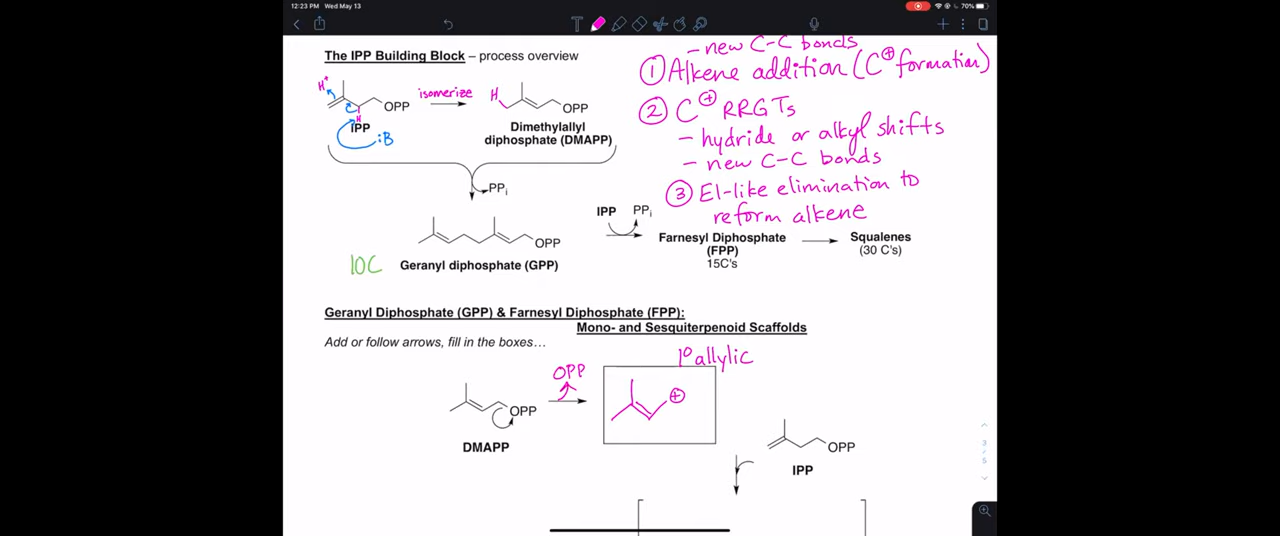 12:23 PM Wed May 13
70%
- new C-C bonds
The IPP Building Block – process overview
① Alkene addition (C⊕ formation)
H⁺
isomerize
H
OPP
OPP
H
IPP
:B
Dimethylallyl
diphosphate (DMAPP)
② C⊕ RRGTs
- hydride or alkyl shifts
- new C-C bonds
PPi
③ E1-like elimination to
reform alkene
IPP PPi
OPP
Farnesyl Diphosphate
(FPP)
15C's
Squalenes
(30 C's)
10C
Geranyl diphosphate (GPP)
Geranyl Diphosphate (GPP) & Farnesyl Diphosphate (FPP):
Mono- and Sesquiterpenoid Scaffolds
Add or follow arrows, fill in the boxes…
1° allylic
OPP
⊕
OPP
DMAPP
OPP
IPP
3
/
5